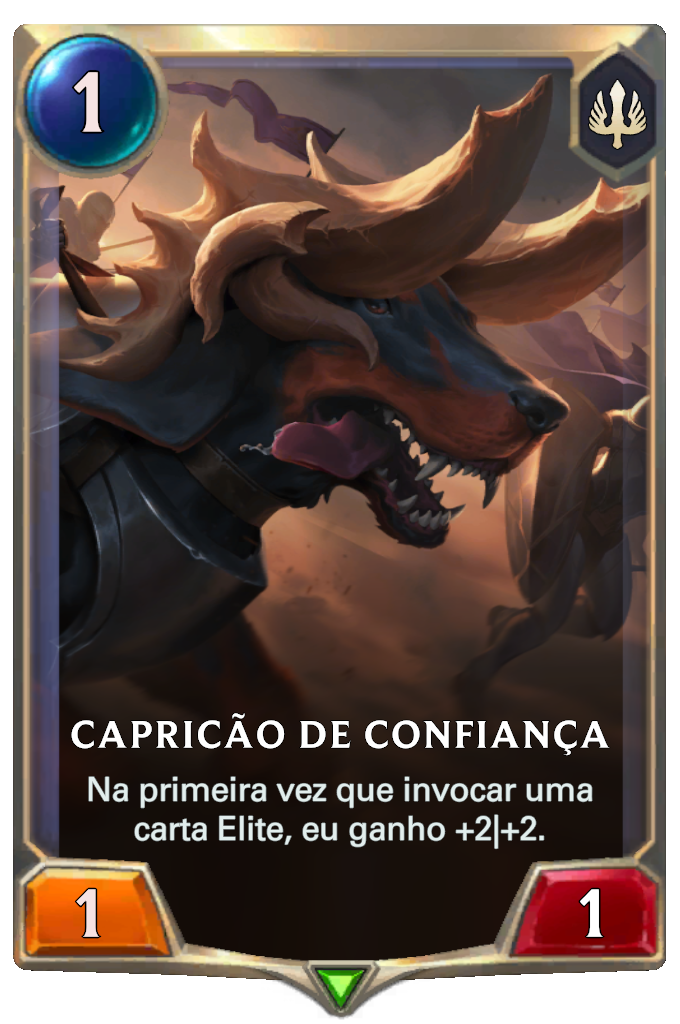 1
CAPRICÃO DE CONFIANÇA
Na primeira vez que invocar uma
carta Elite, eu ganho +2|+2.
1
1